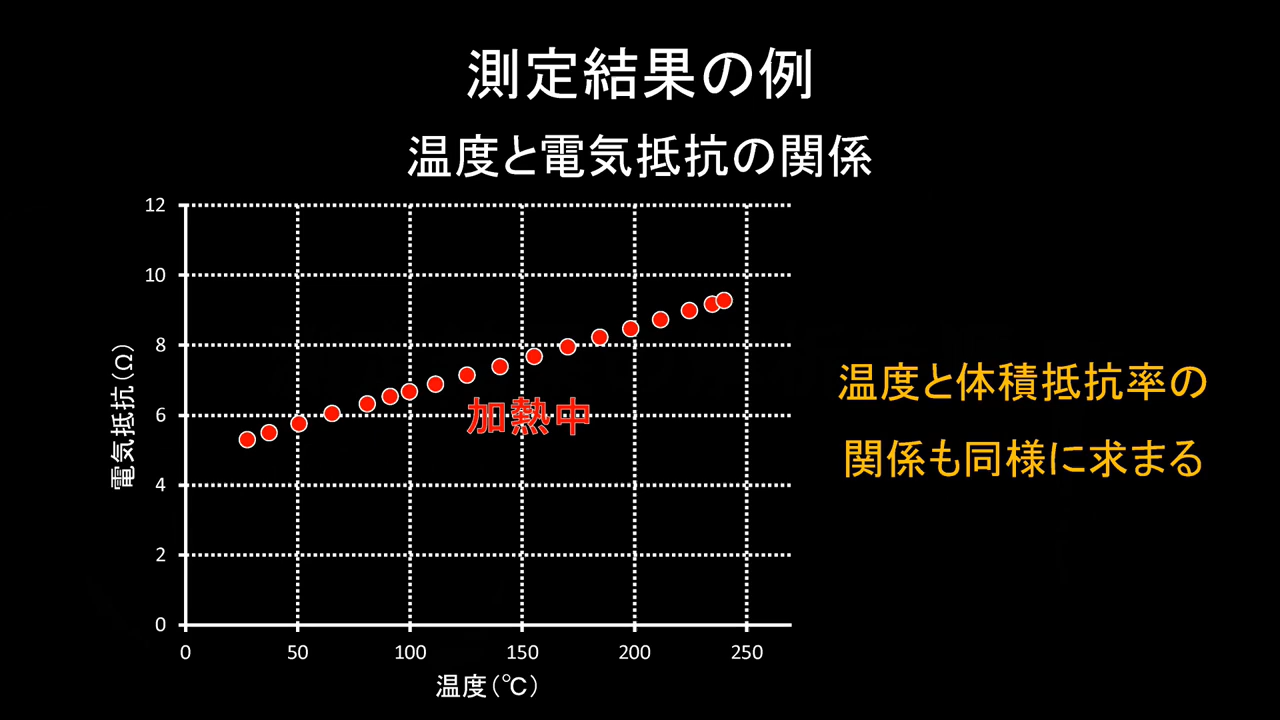 測定結果の例
温度と電気抵抗の関係
12
10
8
6
4
2
0
電気抵抗(Ω)
加熱中
0 50 100 150 200 250
温度(℃)
温度と体積抵抗率の
関係も同様に求まる